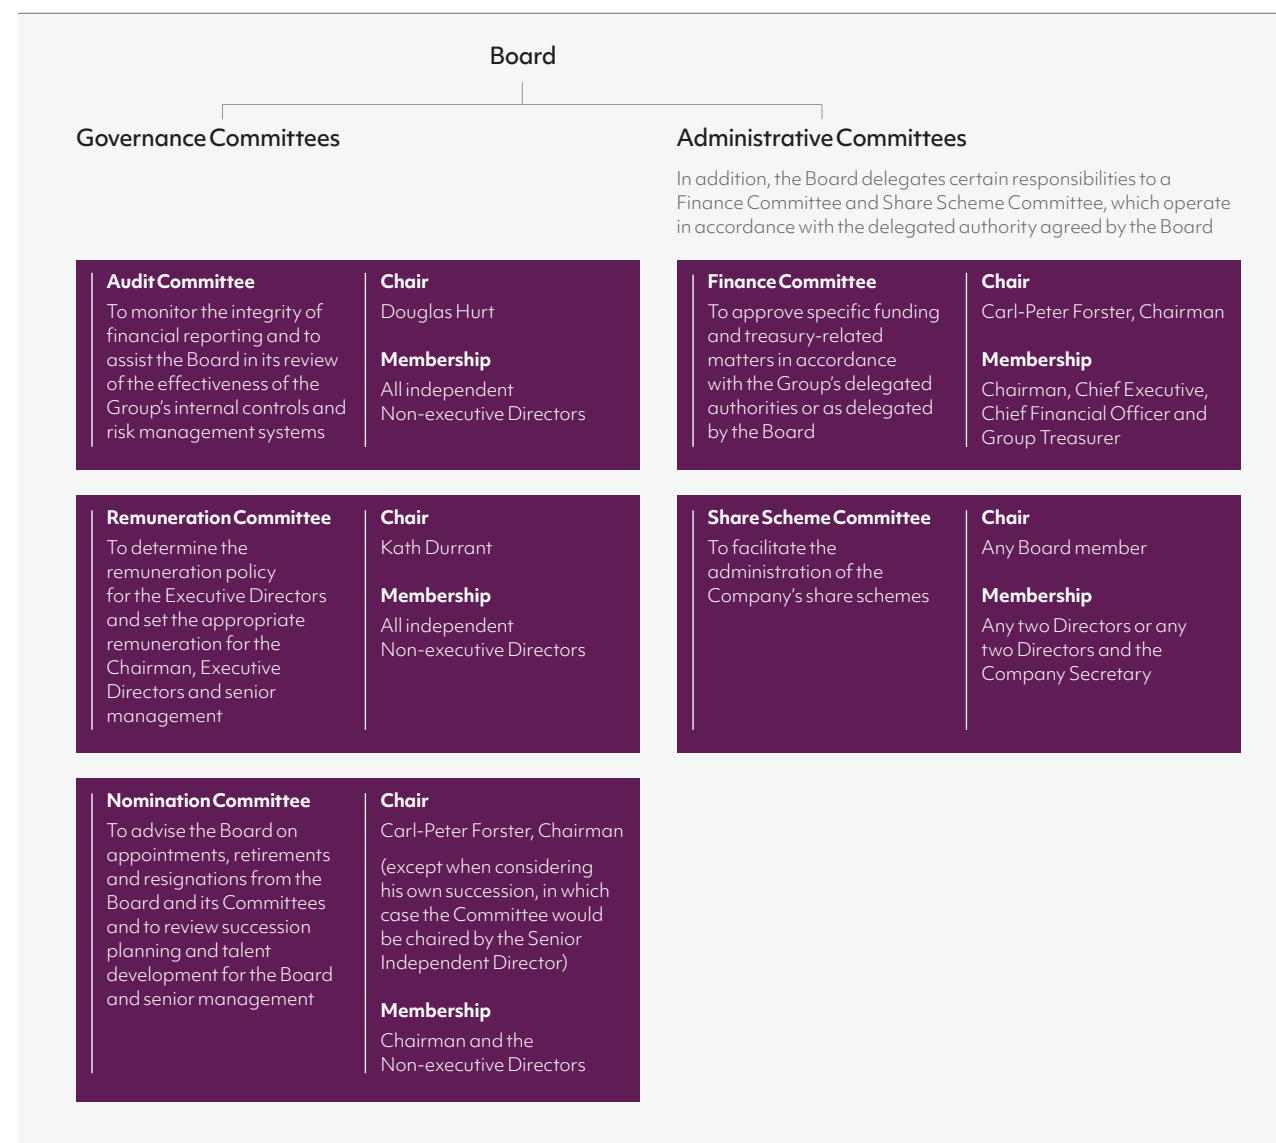 Board
Governance Committees
Administrative Committees
In addition, the Board delegates certain responsibilities to a
Finance Committee and Share Scheme Committee, which operate
in accordance with the delegated authority agreed by the Board
Audit Committee
To monitor the integrity of
financial reporting and to
assist the Board in its review
of the effectiveness of the
Group's internal controls and
risk management systems
Chair
Douglas Hurt
Membership
All independent
Non-executive Directors
Finance Committee
To approve specific funding
and treasury-related
matters in accordance
with the Group's delegated
authorities or as delegated
by the Board
Chair
Carl-Peter Forster, Chairman
Membership
Chairman, Chief Executive,
Chief Financial Officer and
Group Treasurer
Remuneration Committee
To determine the
remuneration policy
for the Executive Directors
and set the appropriate
remuneration for the
Chairman, Executive
Directors and senior
management
Chair
Kath Durrant
Membership
All independent
Non-executive Directors
Share Scheme Committee
To facilitate the
administration of the
Company's share schemes
Chair
Any Board member
Membership
Any two Directors or any
two Directors and the
Company Secretary
Nomination Committee
To advise the Board on
appointments, retirements
and resignations from the
Board and its Committees
and to review succession
planning and talent
development for the Board
and senior management
Chair
Carl-Peter Forster, Chairman
(except when considering
his own succession, in which
case the Committee would
be chaired by the Senior
Independent Director)
Membership
Chairman and the
Non-executive Directors